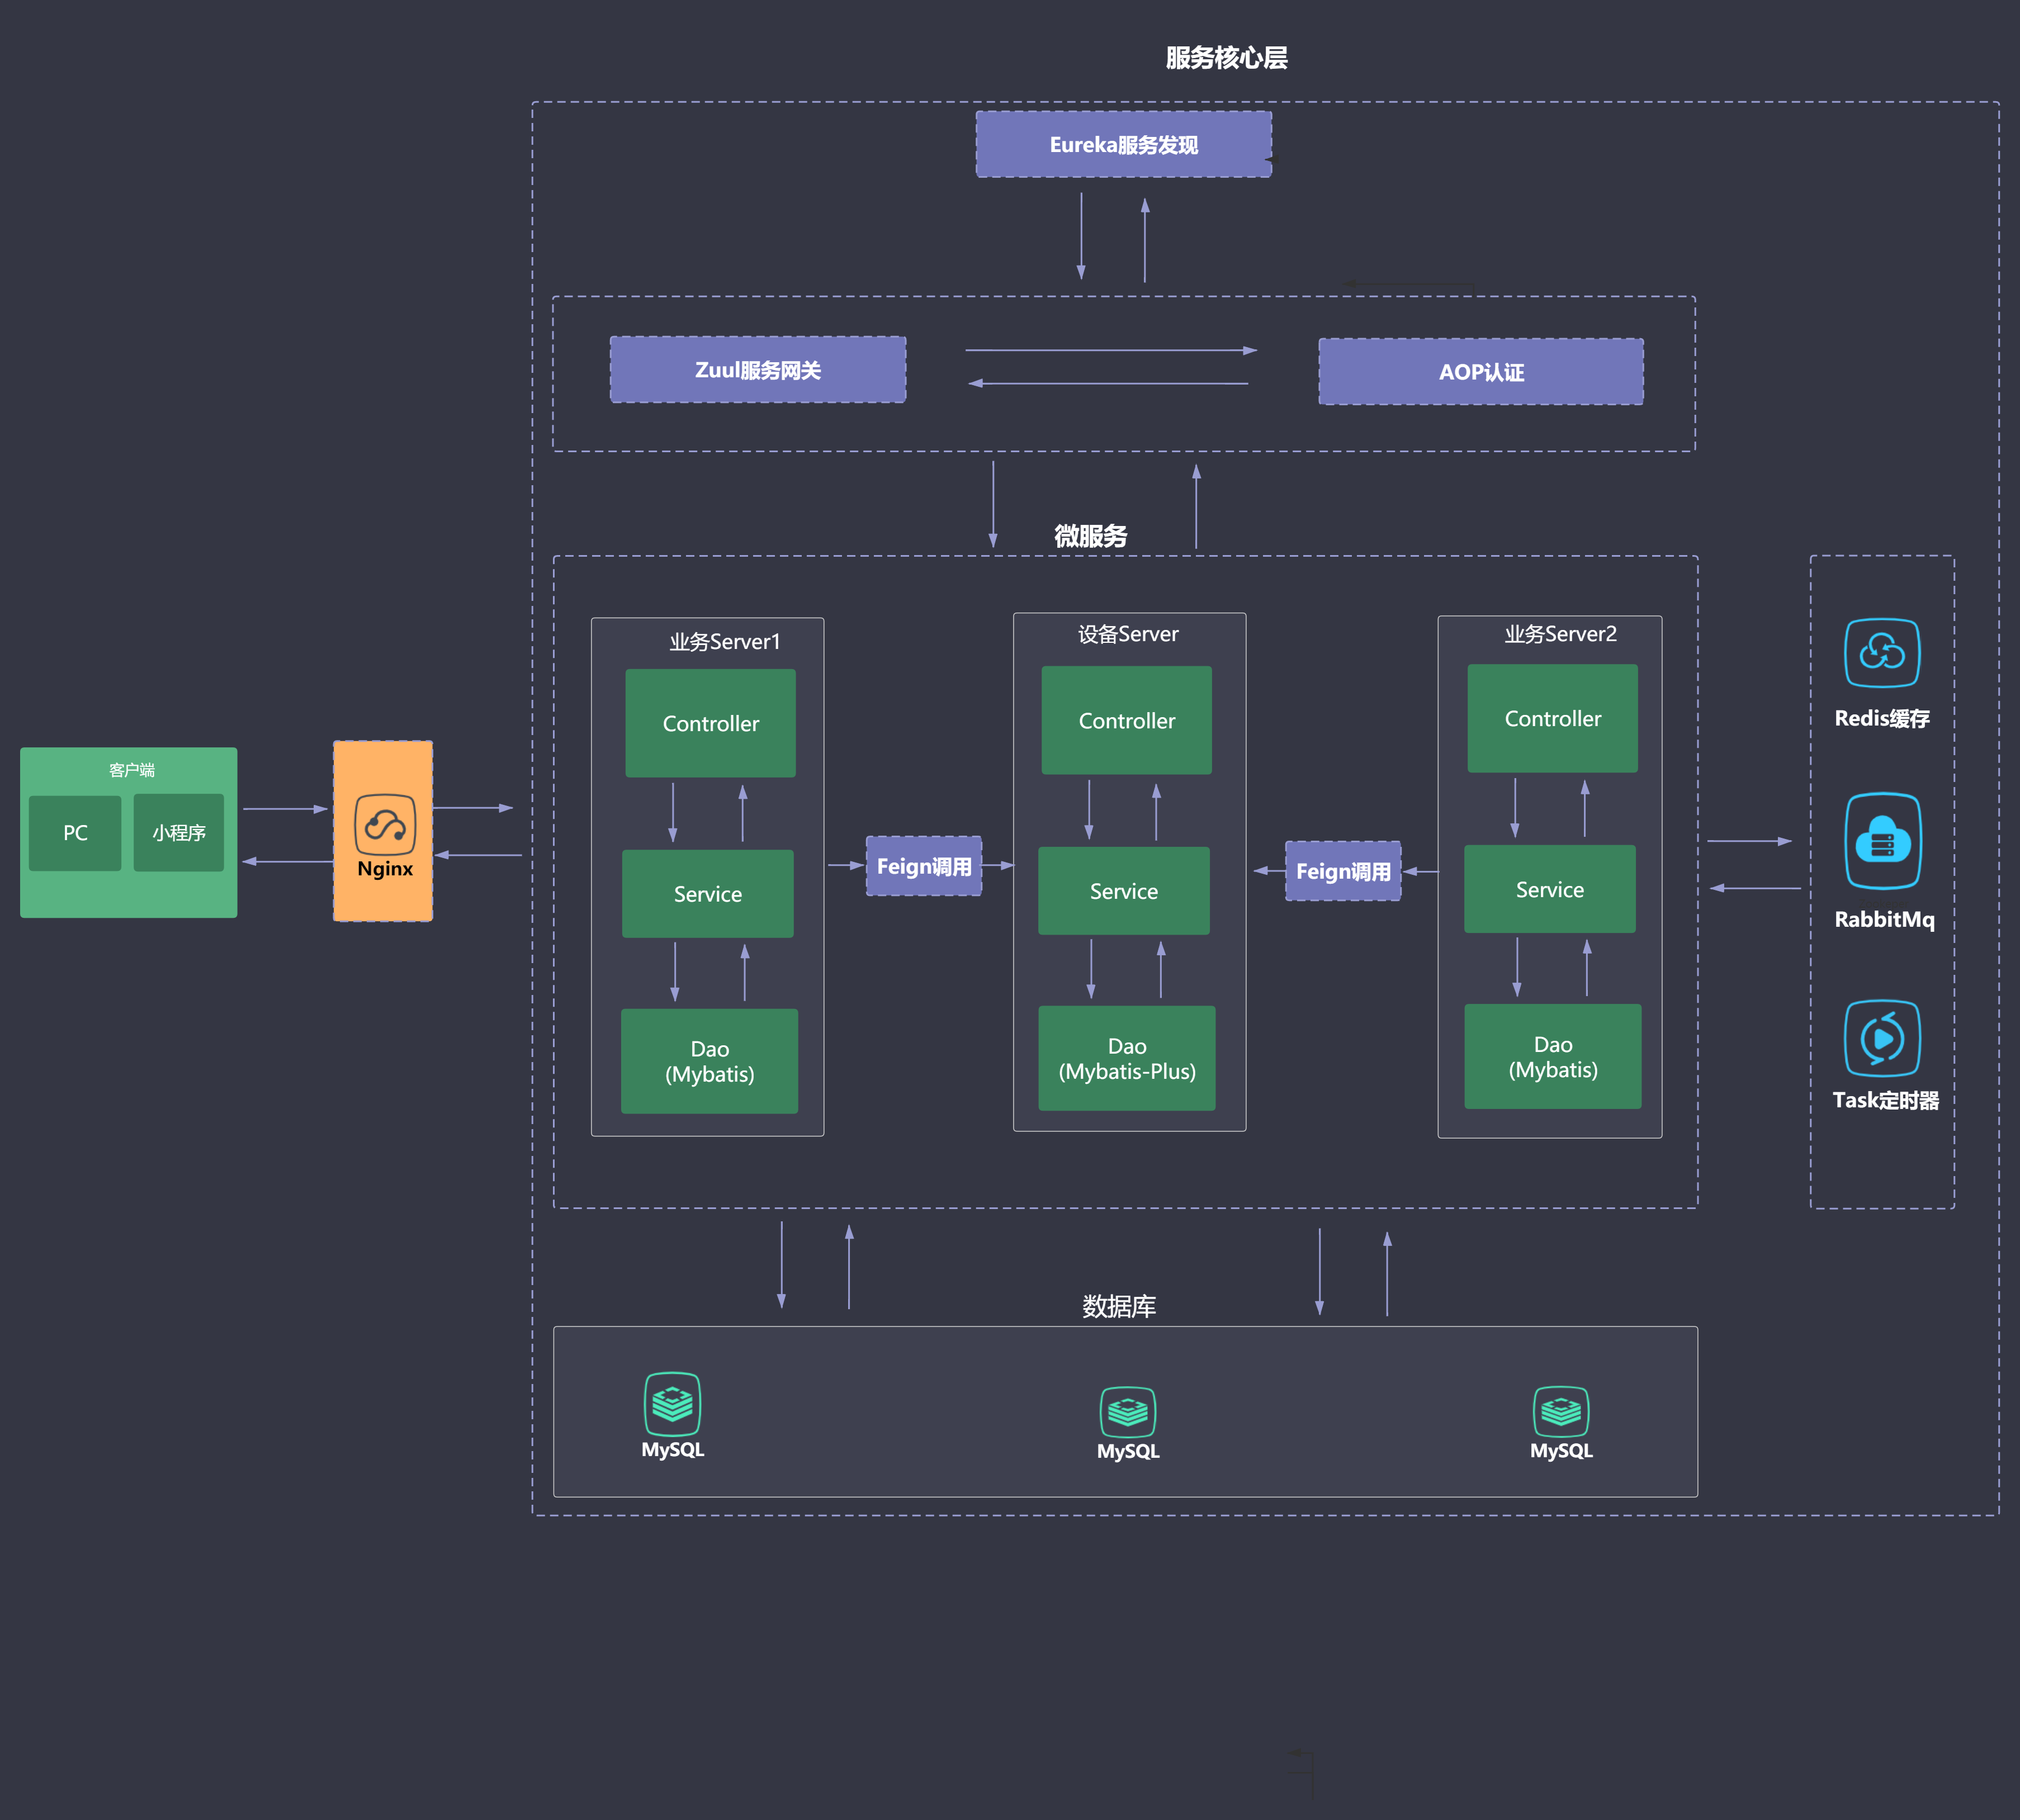 服务核心层
Eureka服务发现
Zuul服务网关
AOP认证
微服务
业务Server1
Controller
Service
Dao
(Mybatis)
Feign调用
设备Server
Controller
Service
Dao
(Mybatis-Plus)
Feign调用
业务Server2
Controller
Service
Dao
(Mybatis)
Redis缓存
RabbitMq
Task定时器
客户端
PC
小程序
Nginx
数据库
MySQL
MySQL
MySQL